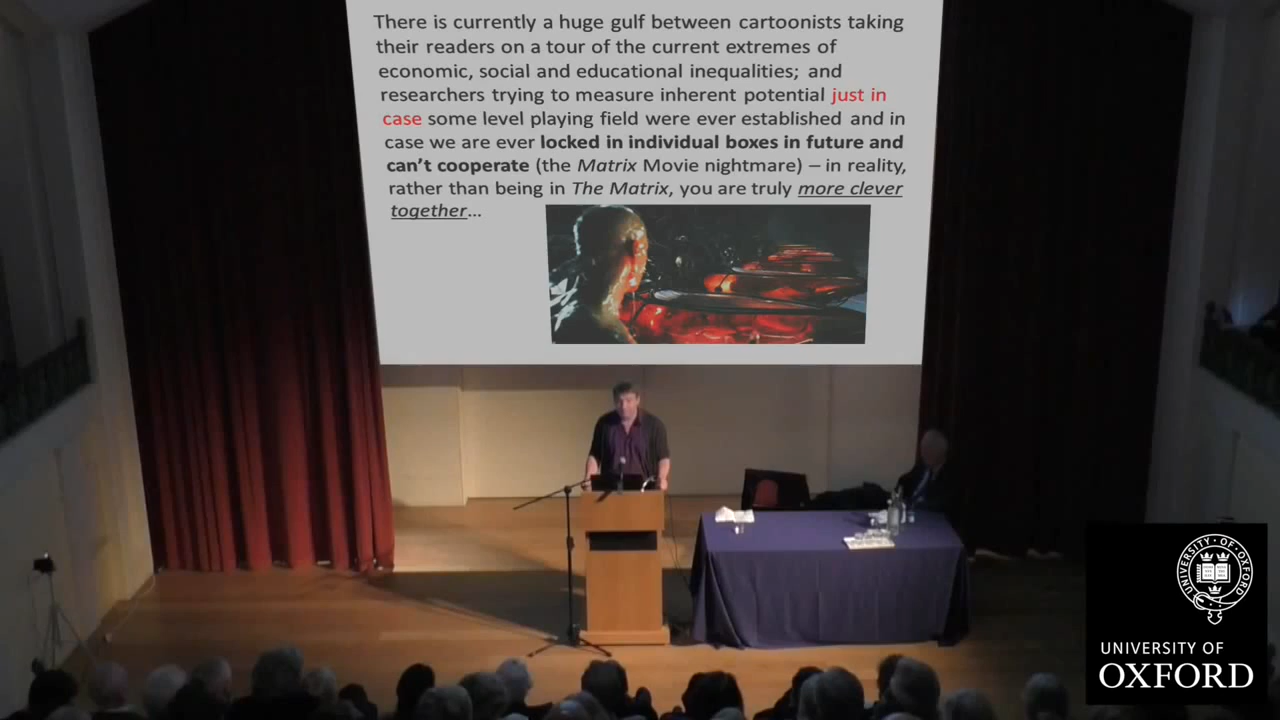 There is currently a huge gulf between cartoonists taking
their readers on a tour of the current extremes of
economic, social and educational inequalities; and
researchers trying to measure inherent potential just in
case some level playing field were ever established and in
case we are ever locked in individual boxes in future and
can't cooperate (the Matrix Movie nightmare) – in reality,
rather than being in The Matrix, you are truly more clever
together...
UNIVERSITY · OF · OXFORD
UNIVERSITY OF
OXFORD